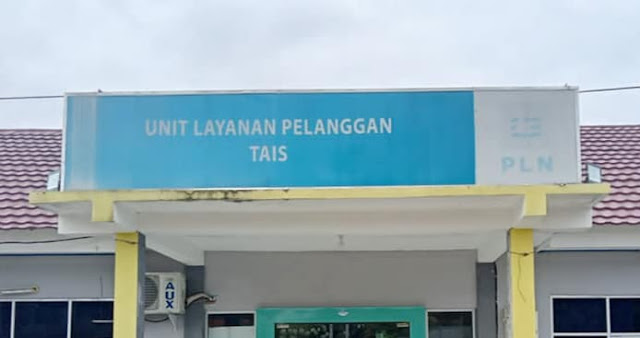 UNIT LAYANAN PELANGGAN
TAIS
PLN
AUX